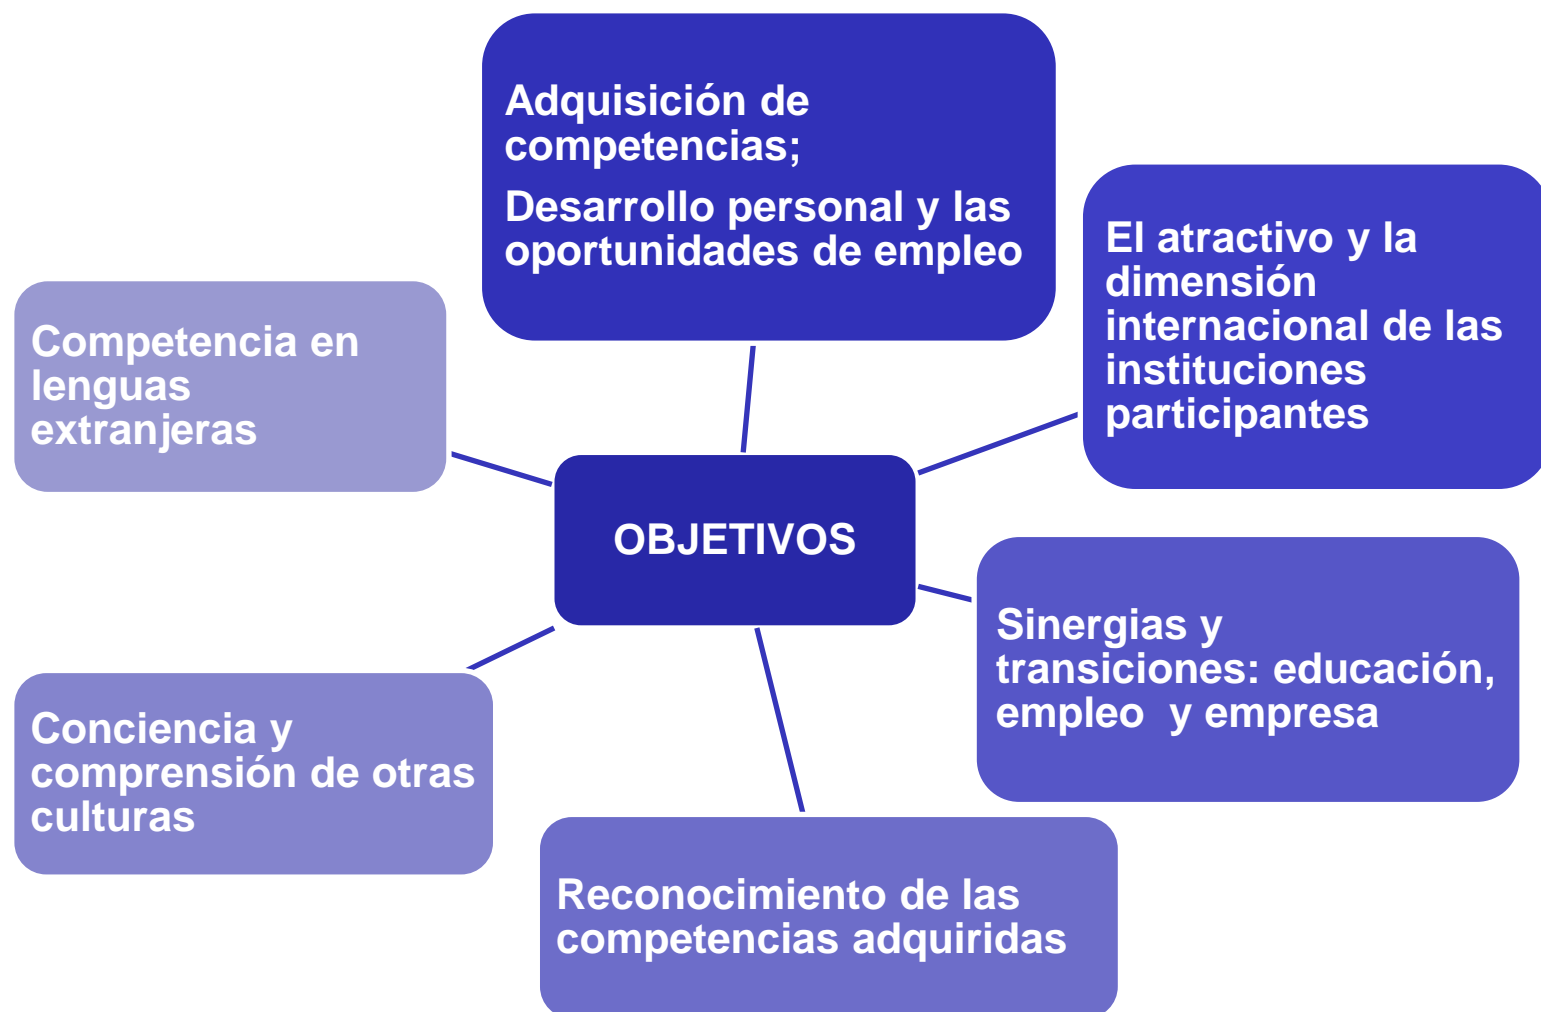 Adquisición de
competencias;
Desarrollo personal y las
oportunidades de empleo
El atractivo y la
dimensión
internacional de las
instituciones
participantes
Competencia en
lenguas
extranjeras
OBJETIVOS
Sinergias y
transiciones: educación,
empleo  y empresa
Conciencia y
comprensión de otras
culturas
Reconocimiento de las
competencias adquiridas